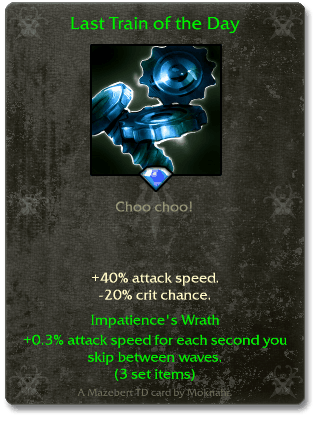 Last Train of the Day
Choo choo!
+40% attack speed.
-20% crit chance.
Impatience's Wrath
+0.3% attack speed for each second you
skip between waves.
(3 set items)
A Mazebert TD card by Moknahr.